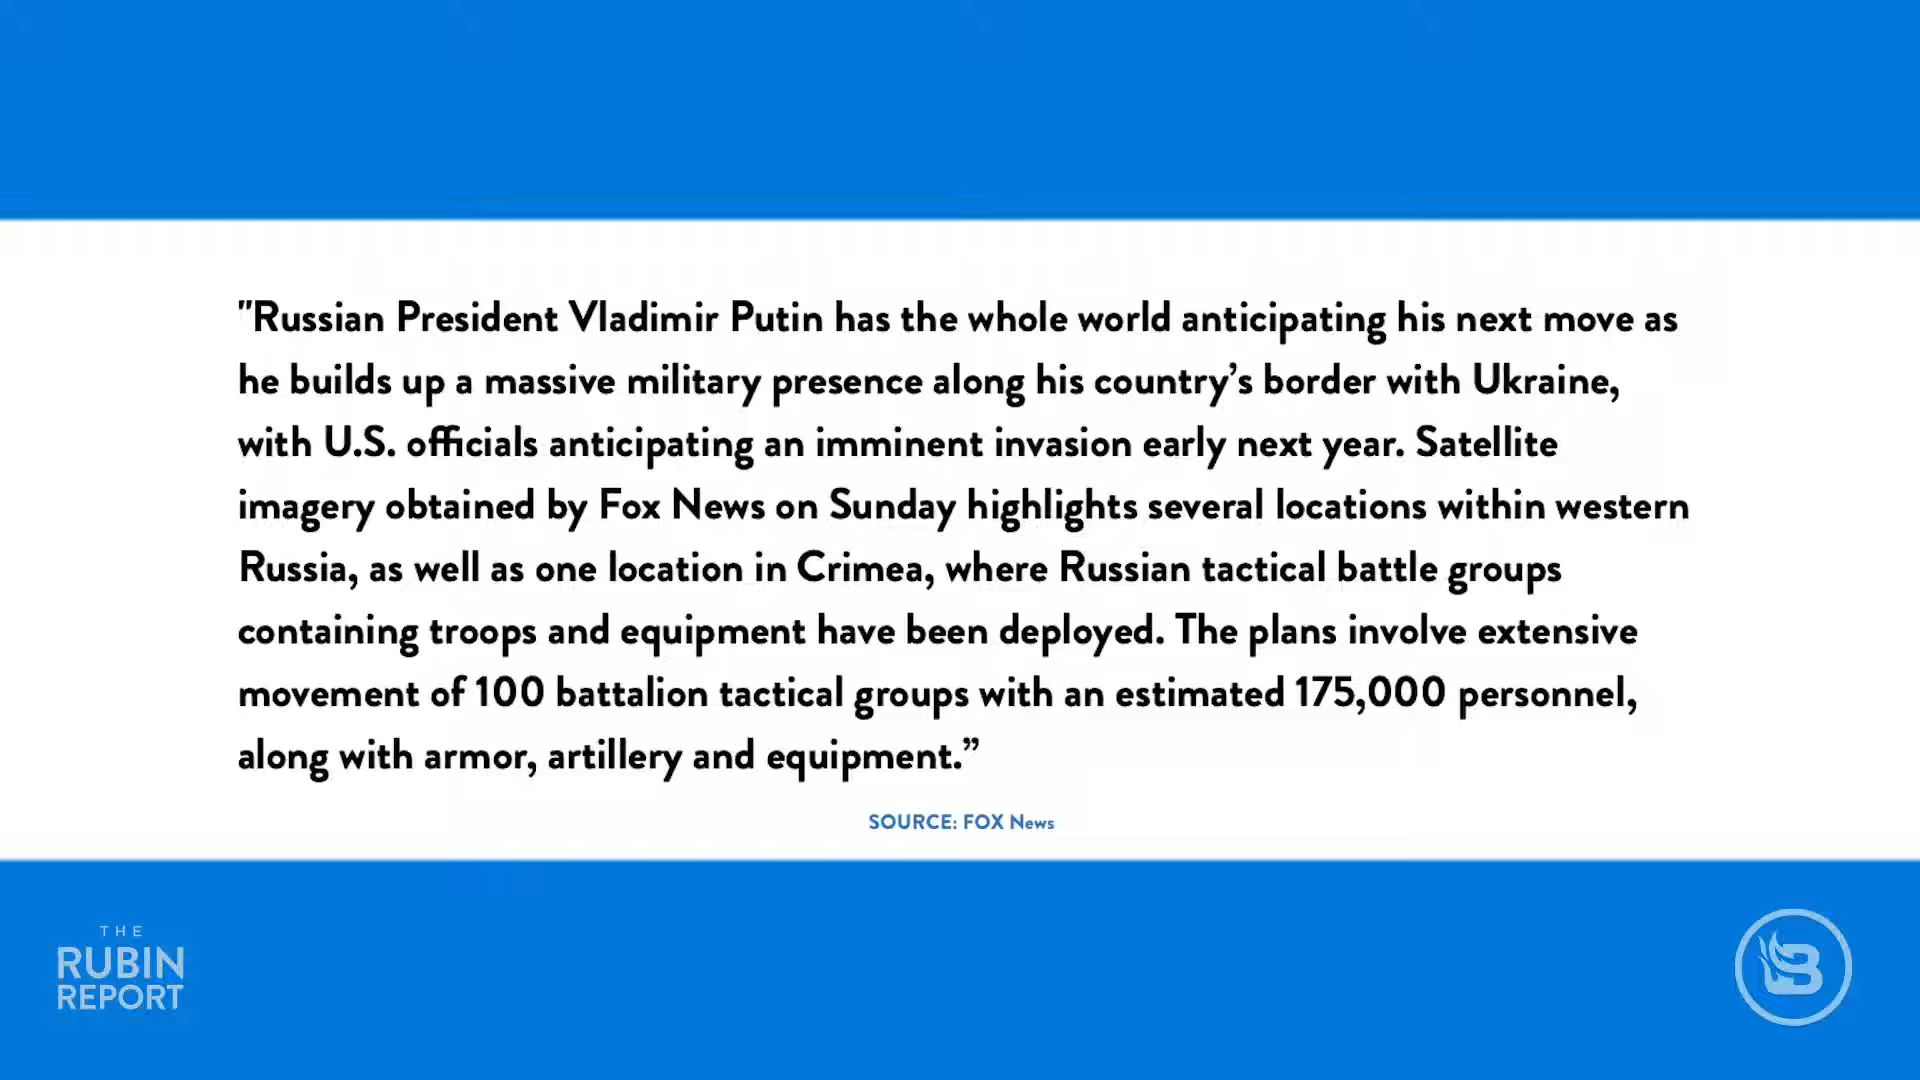 "Russian President Vladimir Putin has the whole world anticipating his next move as
he builds up a massive military presence along his country’s border with Ukraine,
with U.S. officials anticipating an imminent invasion early next year. Satellite
imagery obtained by Fox News on Sunday highlights several locations within western
Russia, as well as one location in Crimea, where Russian tactical battle groups
containing troops and equipment have been deployed. The plans involve extensive
movement of 100 battalion tactical groups with an estimated 175,000 personnel,
along with armor, artillery and equipment.”
SOURCE: FOX News
THE
RUBIN
REPORT
B